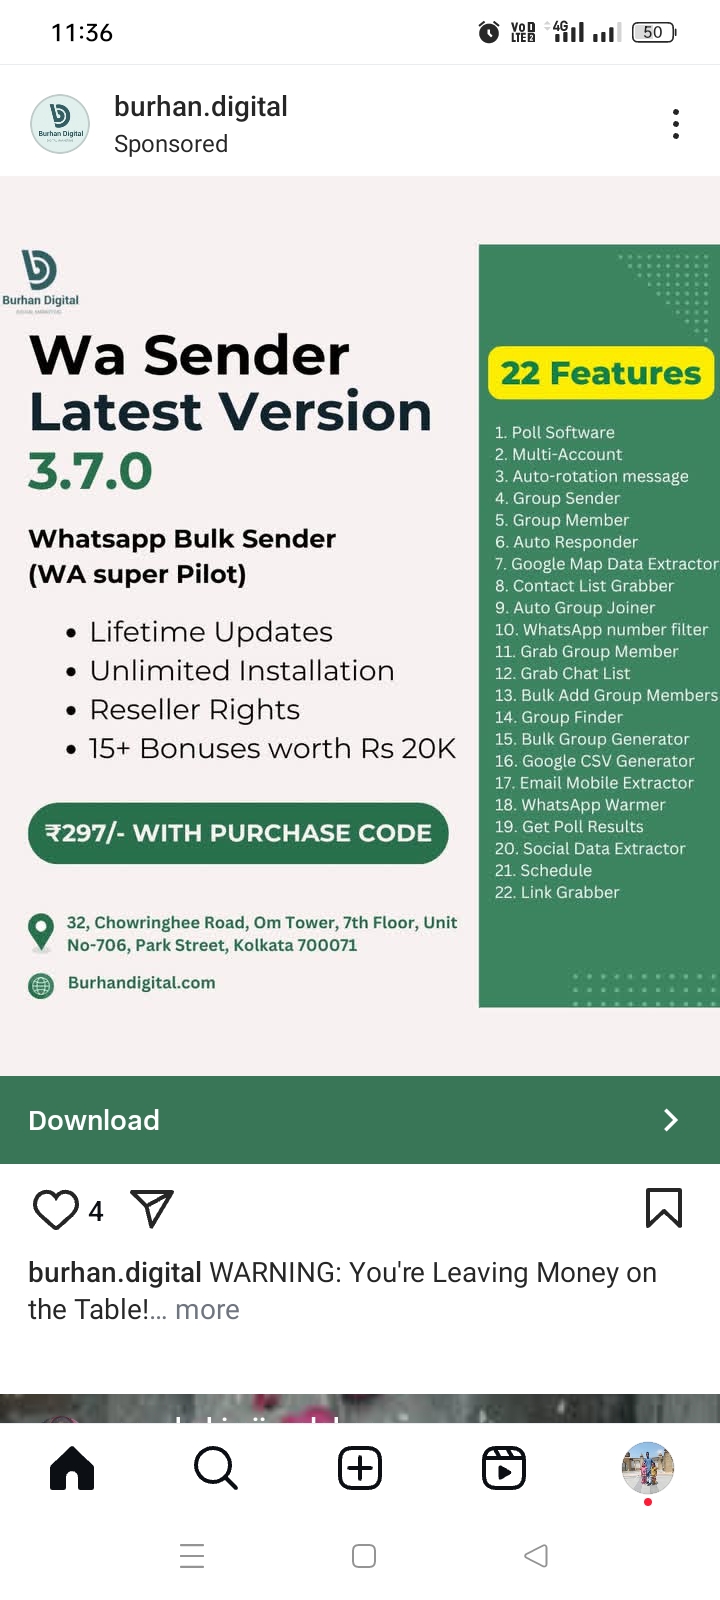 11:36
VoD LTE2 4G 50
burhan.digital
Sponsored
Burhan Digital
Burhan Digital
Wa Sender
Latest Version
3.7.0
Whatsapp Bulk Sender
(WA super Pilot)
• Lifetime Updates
• Unlimited Installation
• Reseller Rights
• 15+ Bonuses worth Rs 20K
₹297/- WITH PURCHASE CODE
32, Chowringhee Road, Om Tower, 7th Floor, Unit
No-706, Park Street, Kolkata 700071
Burhandigital.com
22 Features
1. Poll Software
2. Multi-Account
3. Auto-rotation message
4. Group Sender
5. Group Member
6. Auto Responder
7. Google Map Data Extractor
8. Contact List Grabber
9. Auto Group Joiner
10. WhatsApp number filter
11. Grab Group Member
12. Grab Chat List
13. Bulk Add Group Members
14. Group Finder
15. Bulk Group Generator
16. Google CSV Generator
17. Email Mobile Extractor
18. WhatsApp Warmer
19. Get Poll Results
20. Social Data Extractor
21. Schedule
22. Link Grabber
Download
4
burhan.digital WARNING: You're Leaving Money on
the Table!... more